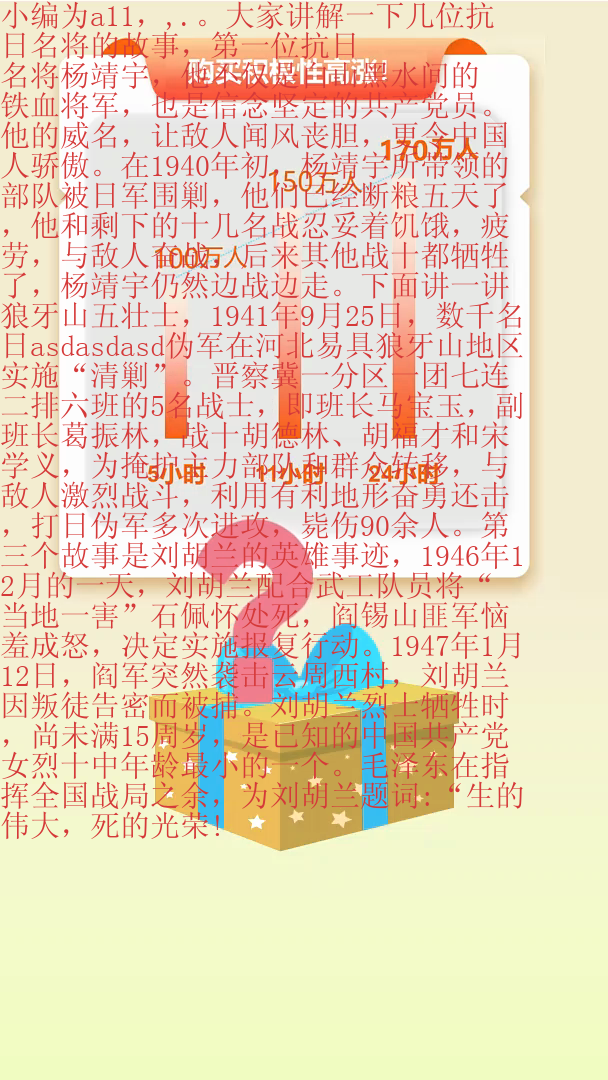 小编为all，,.。大家讲解一下几位抗
日名将的故事，第一位抗日
名将杨靖宇，他不仅是白山黑水间的
铁血将军，也是信念坚定的共产党员。
他的威名，让敌人闻风丧胆，更令中国
人骄傲。在1940年初，杨靖宇所带领的
部队被日军围剿，他们已经断粮五天了
，他和剩下的十几名战士忍受着饥饿，疲
劳，与敌人奋战，后来其他战士都牺牲
了，杨靖宇仍然边战边走。下面讲一讲
狼牙山五壮士，1941年9月25日，数千名
日asdasdasd伪军在河北易县狼牙山地区
实施“清剿”。晋察冀一分区一团七连
二排六班的5名战士，即班长马宝玉，副
班长葛振林，战士胡德林、胡福才和宋
学义，为掩护主力部队和群众转移，与
敌人激烈战斗，利用有利地形奋勇还击
，打日伪军多次进攻，毙伤90余人。第
三个故事是刘胡兰的英雄事迹，1946年1
2月的一天，刘胡兰配合武工队员将“
当地一害”石佩怀处死，阎锡山匪军恼
羞成怒，决定实施报复行动。1947年1月
12日，阎军突然袭击云周西村，刘胡兰
因叛徒告密而被捕。刘胡兰烈士牺牲时
，尚未满15周岁，是已知的中国共产党
女烈士中年龄最小的一个。毛泽东在指
挥全国战局之余，为刘胡兰题词:“生的
伟大，死的光荣!
购买积极性高涨!
170万人
150万人
100万人
5小时 11小时 24小时